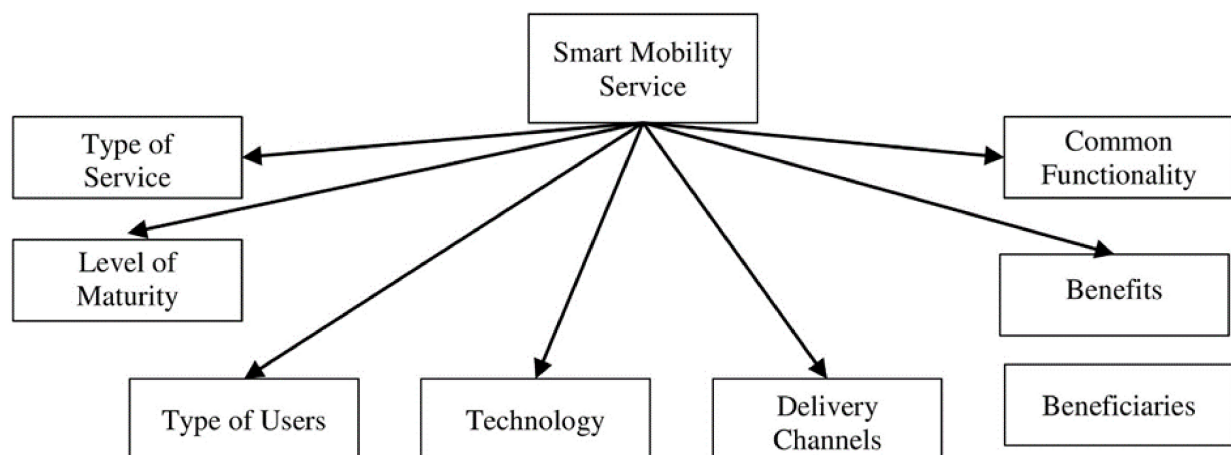 Smart Mobility
Service
Type of
Service
Common
Functionality
Level of
Maturity
Benefits
Type of Users
Technology
Delivery
Channels
Beneficiaries